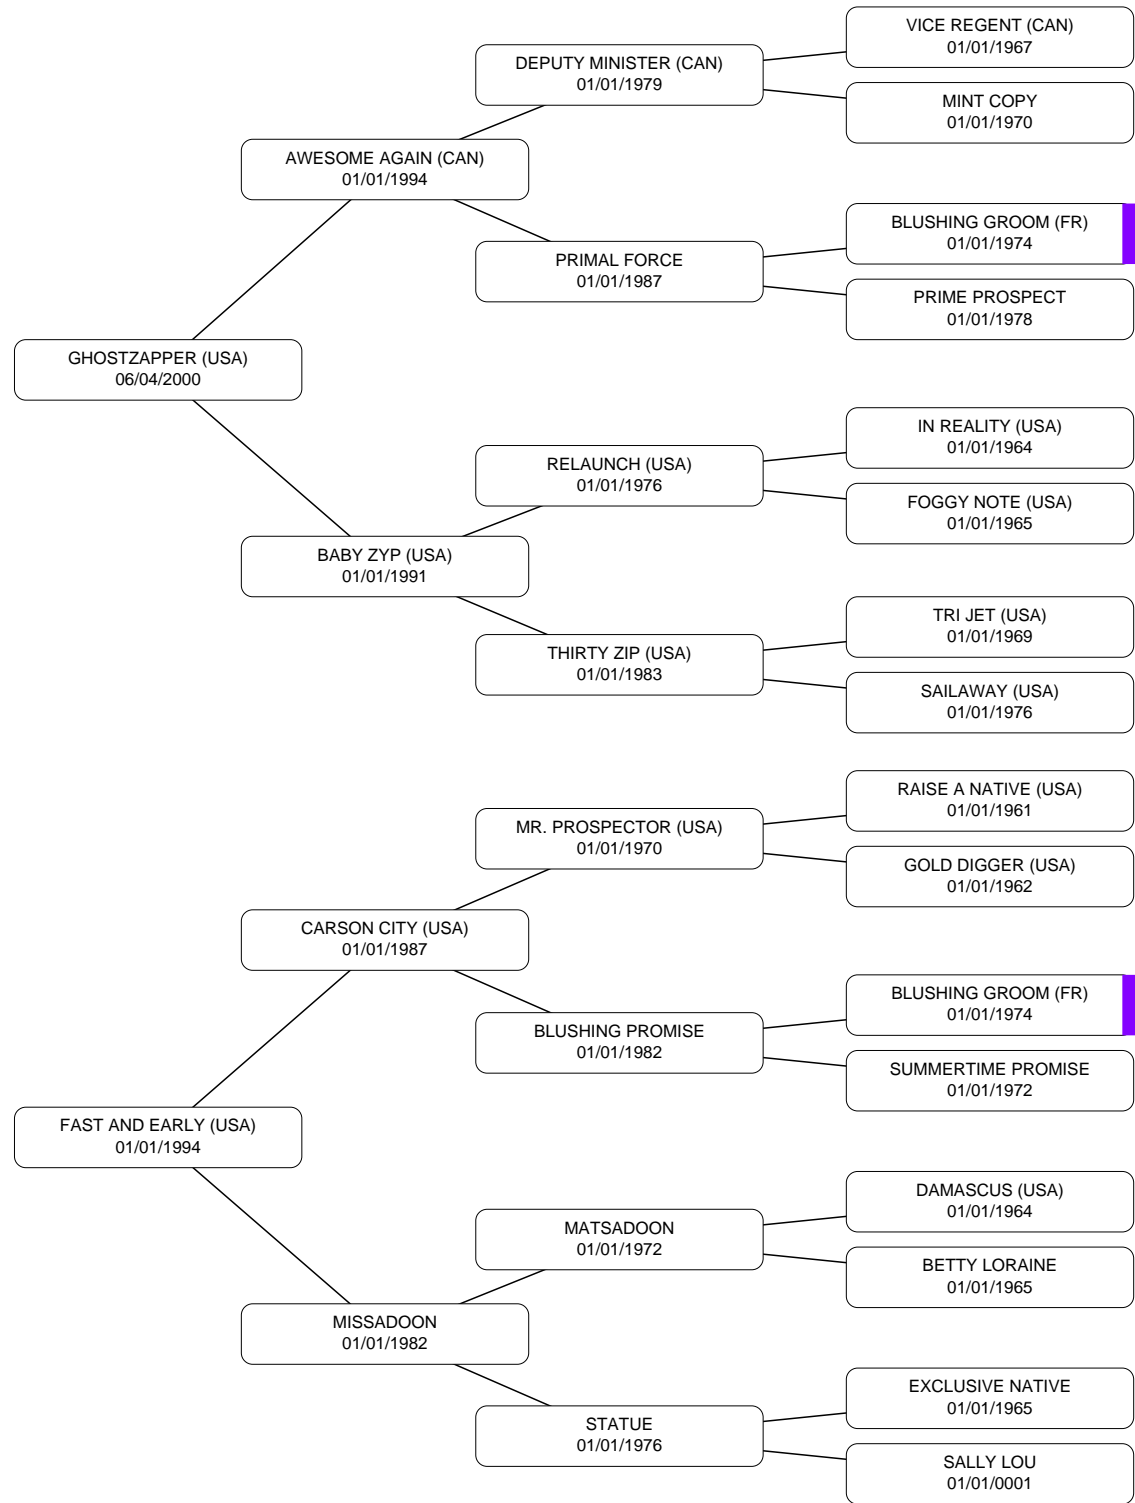 VICE REGENT (CAN)
01/01/1967
DEPUTY MINISTER (CAN)
01/01/1979
MINT COPY
01/01/1970
AWESOME AGAIN (CAN)
01/01/1994
BLUSHING GROOM (FR)
01/01/1974
PRIMAL FORCE
01/01/1987
PRIME PROSPECT
01/01/1978
GHOSTZAPPER (USA)
06/04/2000
IN REALITY (USA)
01/01/1964
RELAUNCH (USA)
01/01/1976
FOGGY NOTE (USA)
01/01/1965
BABY ZYP (USA)
01/01/1991
TRI JET (USA)
01/01/1969
THIRTY ZIP (USA)
01/01/1983
SAILAWAY (USA)
01/01/1976
RAISE A NATIVE (USA)
01/01/1961
MR. PROSPECTOR (USA)
01/01/1970
GOLD DIGGER (USA)
01/01/1962
CARSON CITY (USA)
01/01/1987
BLUSHING GROOM (FR)
01/01/1974
BLUSHING PROMISE
01/01/1982
SUMMERTIME PROMISE
01/01/1972
FAST AND EARLY (USA)
01/01/1994
DAMASCUS (USA)
01/01/1964
MATSADOON
01/01/1972
BETTY LORAINE
01/01/1965
MISSADOON
01/01/1982
EXCLUSIVE NATIVE
01/01/1965
STATUE
01/01/1976
SALLY LOU
01/01/0001